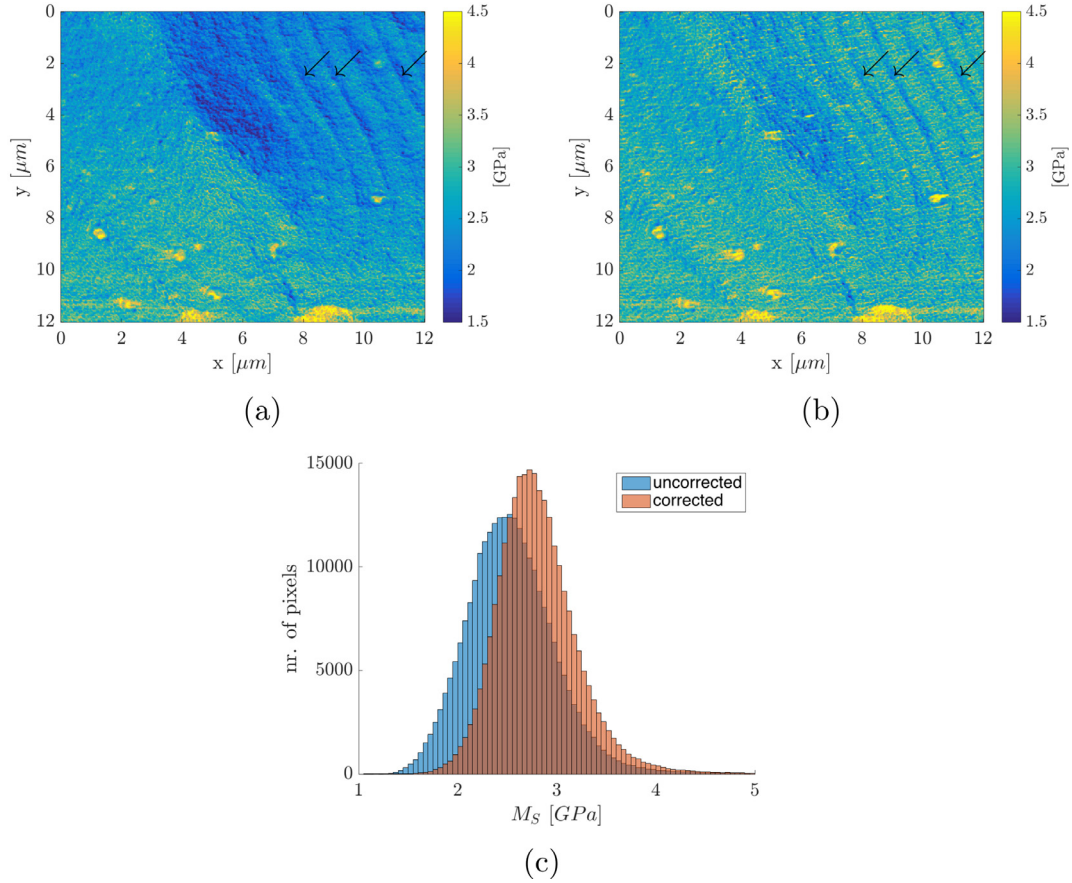 0
2
4
6
8
10
12
y [μm]
0 2 4 6 8 10 12
x [μm]
4.5
4
3.5
3
2.5
2
1.5
[GPa]
(a)
0
2
4
6
8
10
12
y [μm]
0 2 4 6 8 10 12
x [μm]
4.5
4
3.5
3
2.5
2
1.5
[GPa]
(b)
15000
10000
5000
0
nr. of pixels
uncorrected
corrected
1 2 3 4 5
M_S [GPa]
(c)